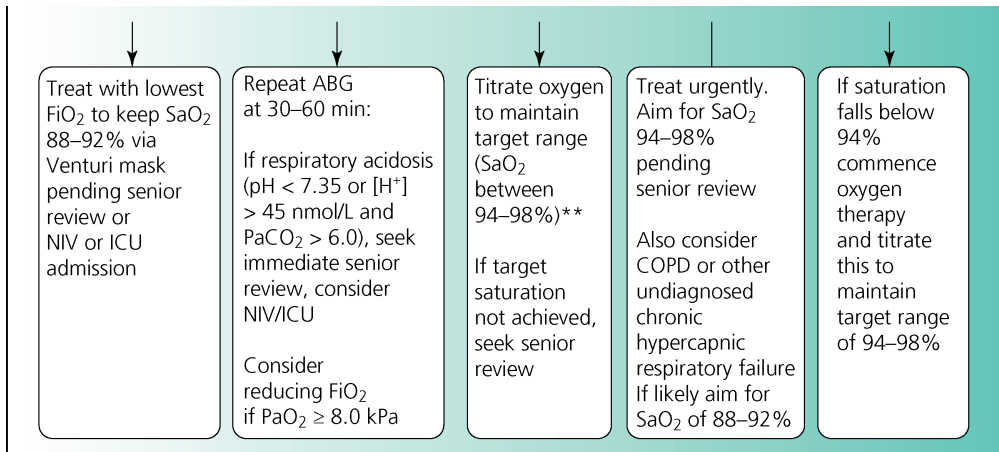 Treat with lowest
FiO2 to keep SaO2
88–92% via
Venturi mask
pending senior
review or
NIV or ICU
admission
Repeat ABG
at 30–60 min:
If respiratory acidosis
(pH < 7.35 or [H+]
> 45 nmol/L and
PaCO2 > 6.0), seek
immediate senior
review, consider
NIV/ICU
Consider
reducing FiO2
if PaO2 ≥ 8.0 kPa
Titrate oxygen
to maintain
target range
(SaO2
between
94–98%)**
If target
saturation
not achieved,
seek senior
review
Treat urgently.
Aim for SaO2
94–98%
pending
senior review
Also consider
COPD or other
undiagnosed
chronic
hypercapnic
respiratory failure
If likely aim for
SaO2 of 88–92%
If saturation
falls below
94%
commence
oxygen
therapy
and titrate
this to
maintain
target range
of 94–98%